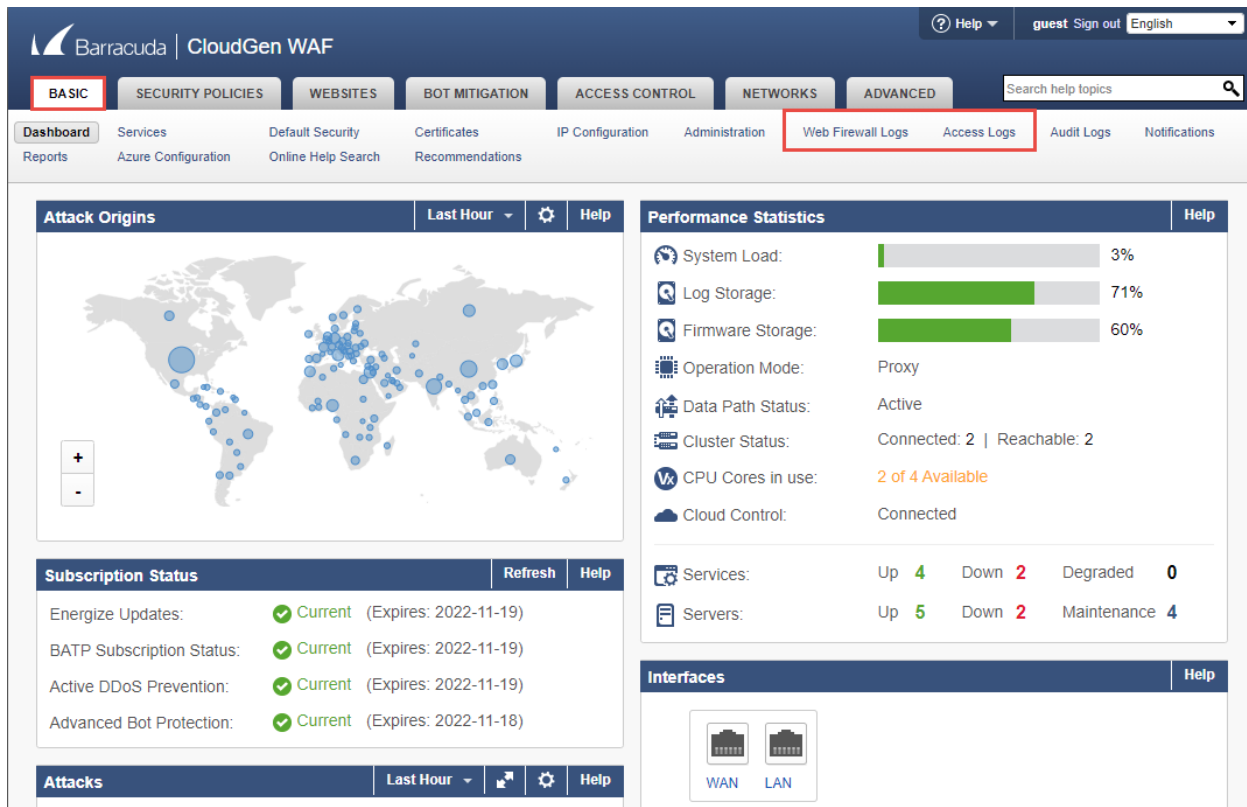 Help guest Sign out English
Barracuda | CloudGen WAF
BASIC SECURITY POLICIES WEBSITES BOT MITIGATION ACCESS CONTROL NETWORKS ADVANCED Search help topics
Dashboard Services Default Security Certificates IP Configuration Administration Web Firewall Logs Access Logs Audit Logs Notifications
Reports Azure Configuration Online Help Search Recommendations
Attack Origins Last Hour Help
+
-
Performance Statistics Help
System Load: 3%
Log Storage: 71%
Firmware Storage: 60%
Operation Mode: Proxy
Data Path Status: Active
Cluster Status: Connected: 2 | Reachable: 2
Vx CPU Cores in use: 2 of 4 Available
Cloud Control: Connected
Services: Up 4 Down 2 Degraded 0
Servers: Up 5 Down 2 Maintenance 4
Subscription Status Refresh Help
Energize Updates: Current (Expires: 2022-11-19)
BATP Subscription Status: Current (Expires: 2022-11-19)
Active DDoS Prevention: Current (Expires: 2022-11-19)
Advanced Bot Protection: Current (Expires: 2022-11-18)
Interfaces Help
WAN LAN
Attacks Last Hour Help